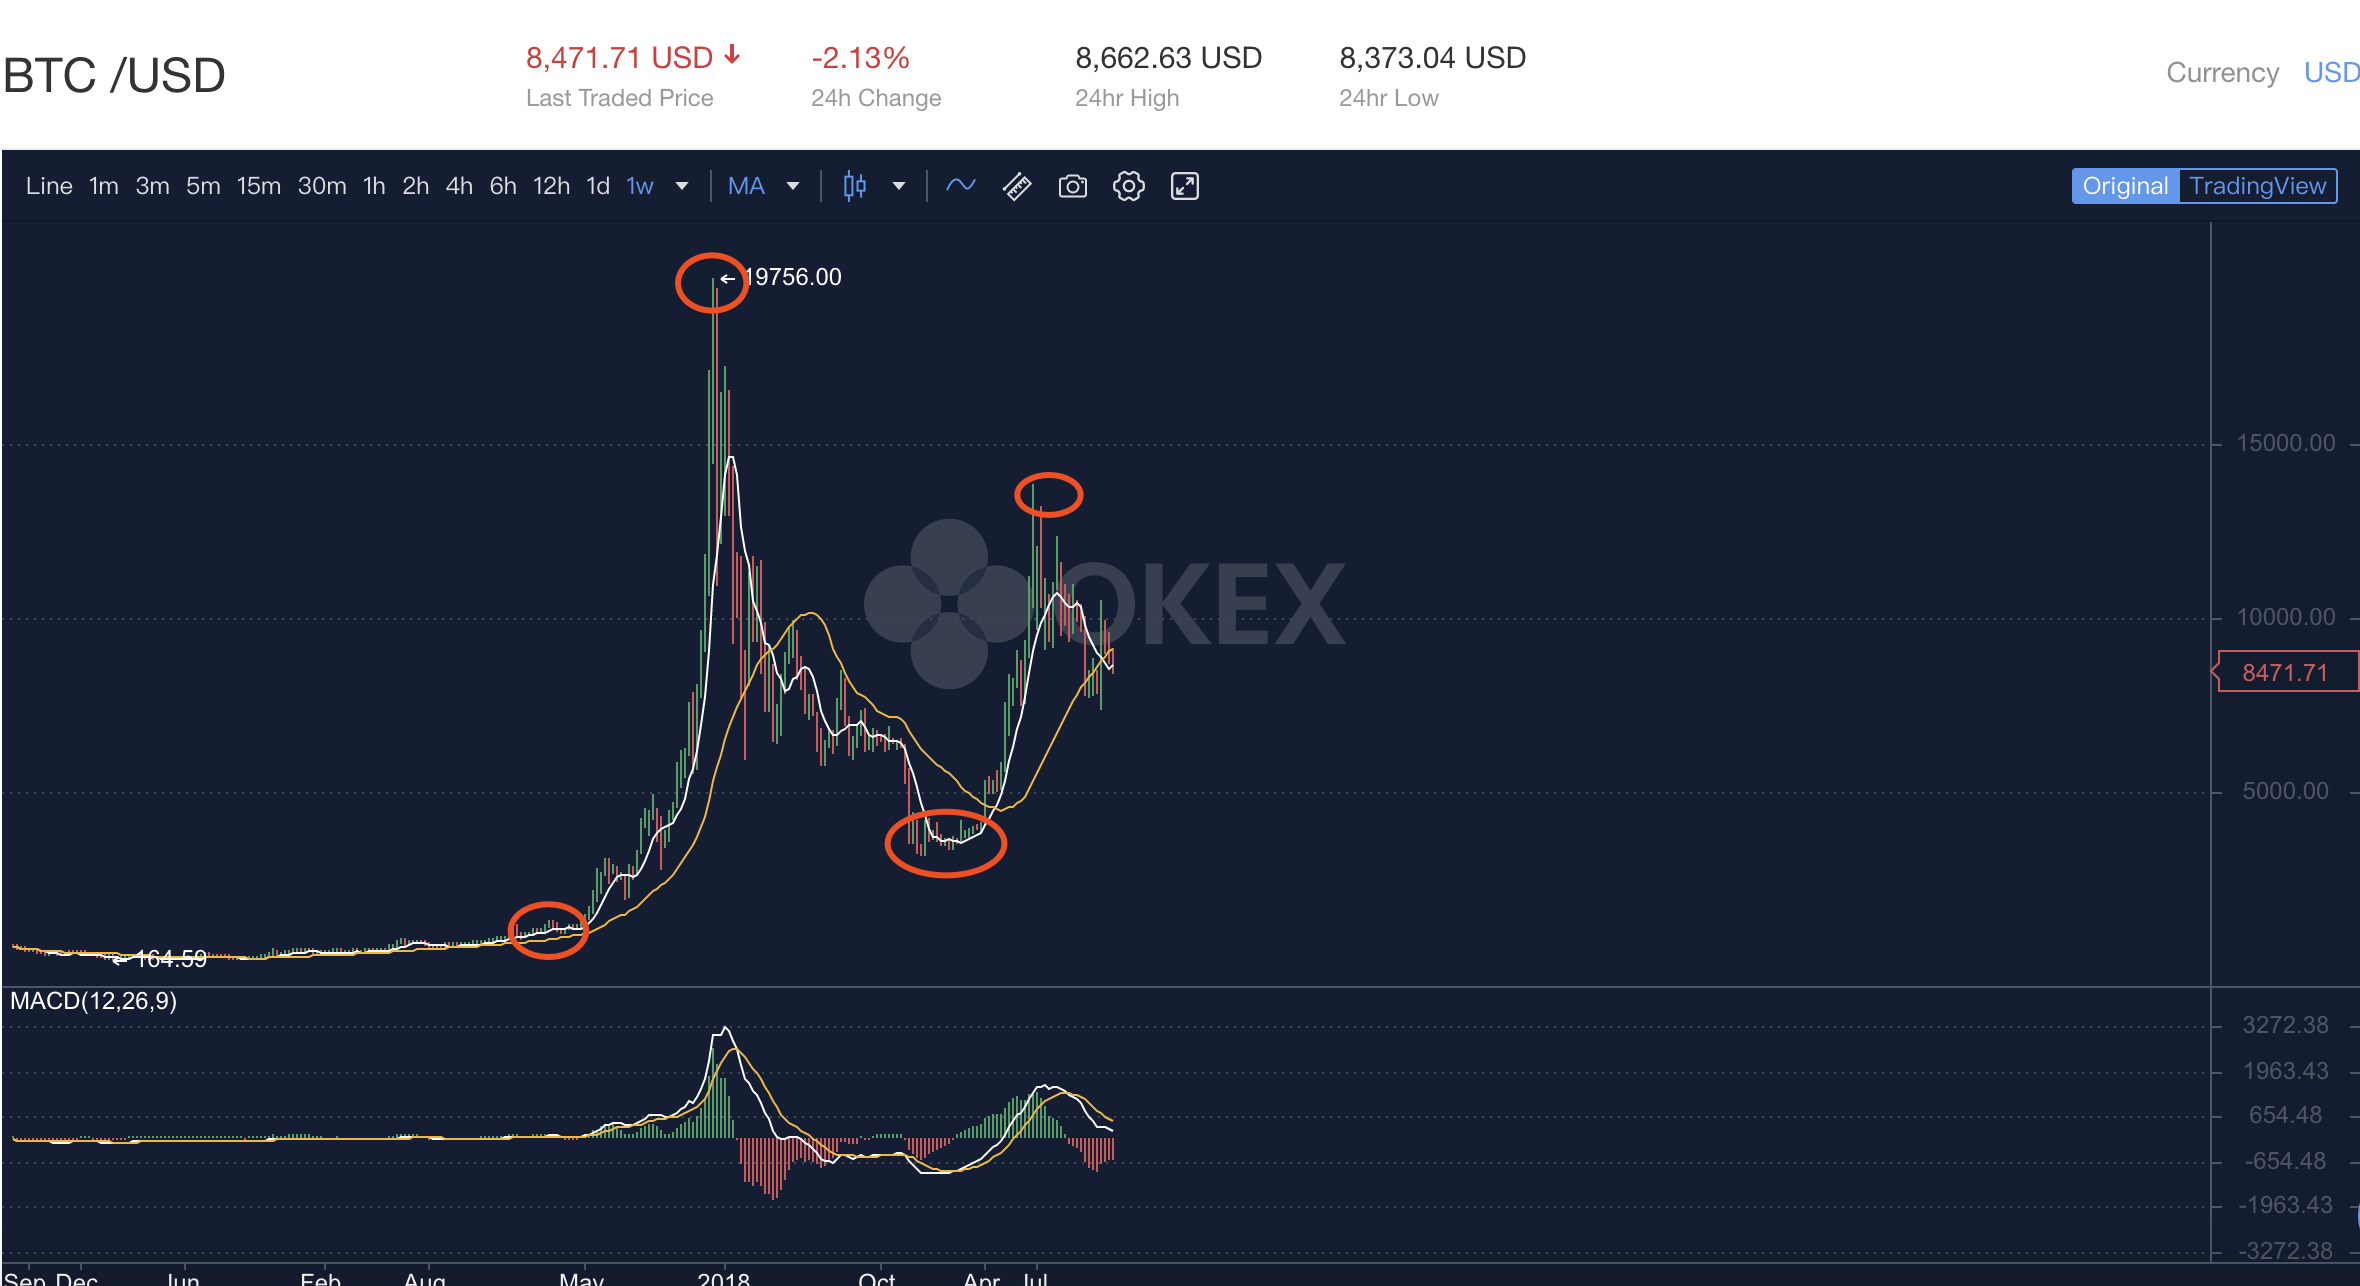 BTC /USD
8,471.71 USD ↓
Last Traded Price
-2.13%
24h Change
8,662.63 USD
24hr High
8,373.04 USD
24hr Low
Currency USD
Line 1m 3m 5m 15m 30m 1h 2h 4h 6h 12h 1d 1w MA
Original TradingView
19756.00
15000.00
OKEX
10000.00
8471.71
5000.00
164.59
MACD(12,26,9)
3272.38
1963.43
654.48
-654.48
-1963.43
-3272.38
Sep Dec Jun Feb Aug May 2018 Oct Apr Jul